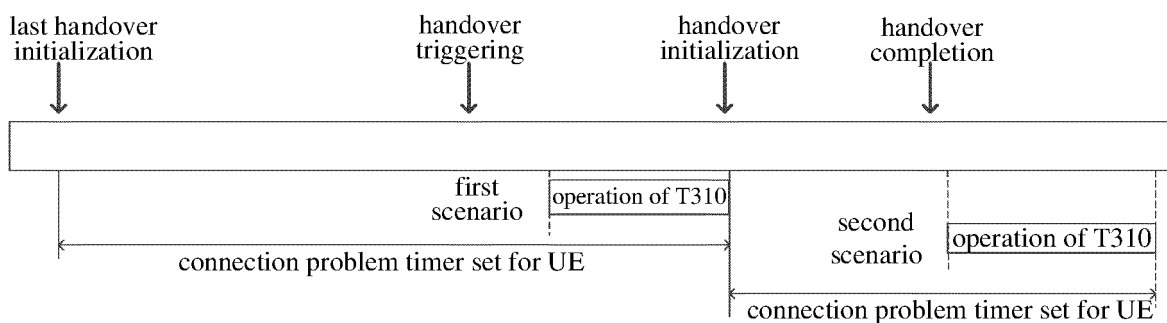 last handover
initialization
handover
triggering
handover
initialization
handover
completion
first
scenario
operation of T310
second
scenario
operation of T310
connection problem timer set for UE
connection problem timer set for UE